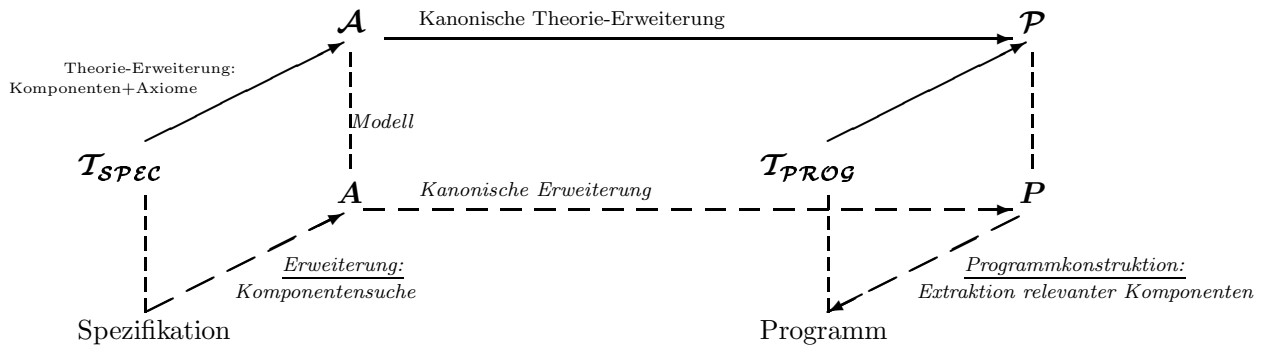 𝒜 Kanonische Theorie-Erweiterung 𝒫
Theorie-Erweiterung:
Komponenten+Axiome
Modell
𝒯𝒮𝒫ℰ𝒞 𝒯𝒫ℛ𝒪𝒢
A Kanonische Erweiterung P
Erweiterung: Programmkonstruktion:
Komponentensuche Extraktion relevanter Komponenten
Spezifikation Programm